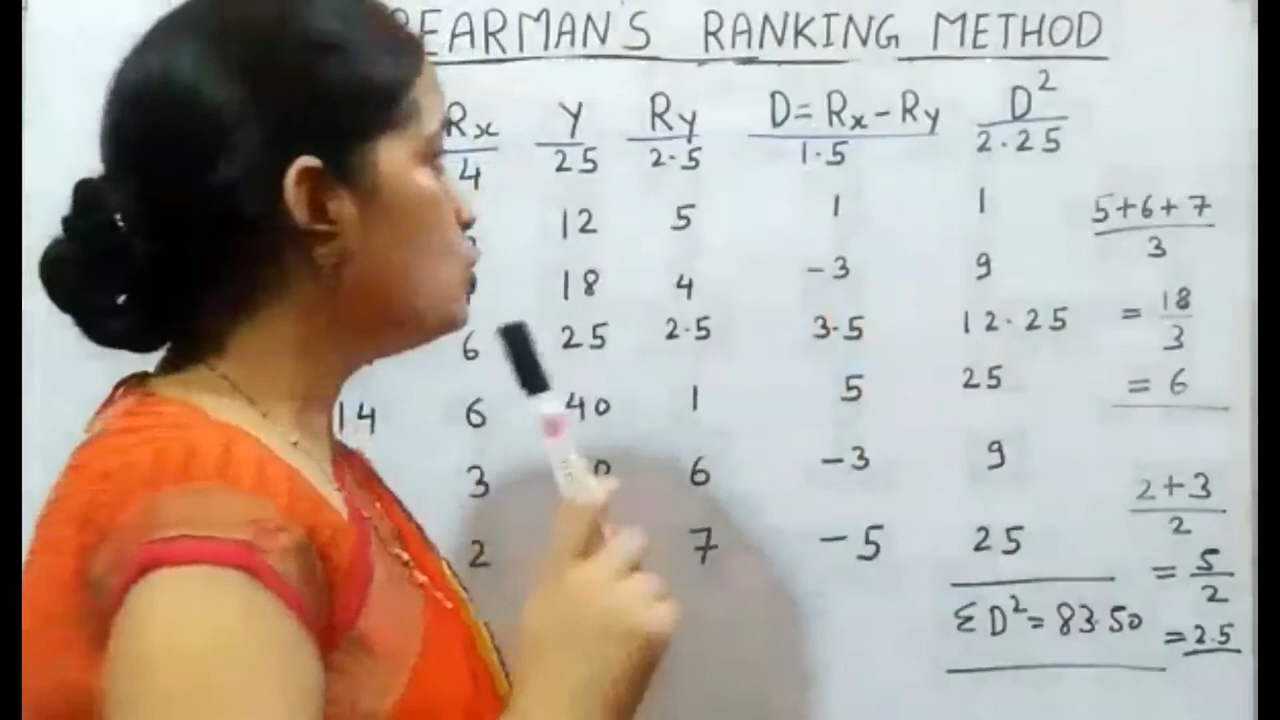 EARMAN'S RANKING METHOD
Rx Y Ry D = Rx - Ry D²
4 25 2.5 1.5 2.25
12 5 1 1
18 4 -3 9
6 25 2.5 3.5 12.25
14 6 40 1 5 25
3 0 6 -3 9
2 7 -5 25
ΣD² = 83.50
5+6+7
3
= 18
3
= 6
2+3
2
= 5
2
= 2.5